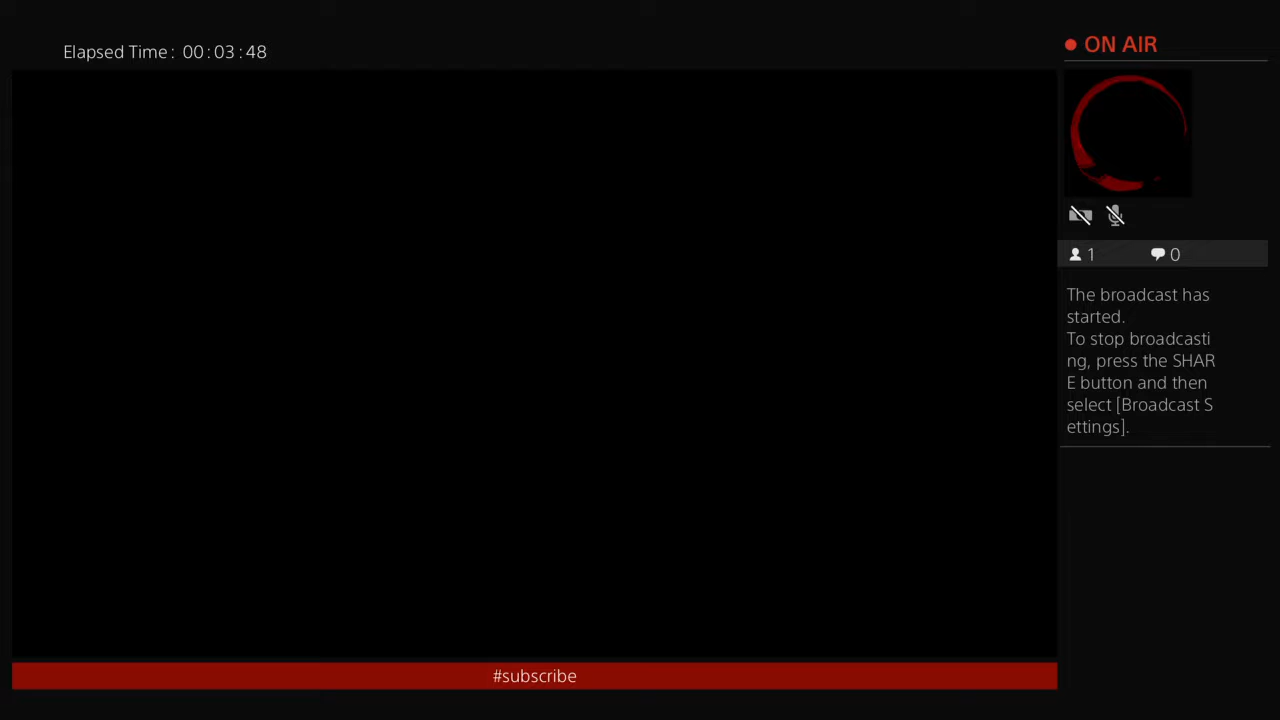 Elapsed Time: 00:03:48
ON AIR
1
0
The broadcast has
started.
To stop broadcasti
ng, press the SHAR
E button and then
select [Broadcast S
ettings].
#subscribe